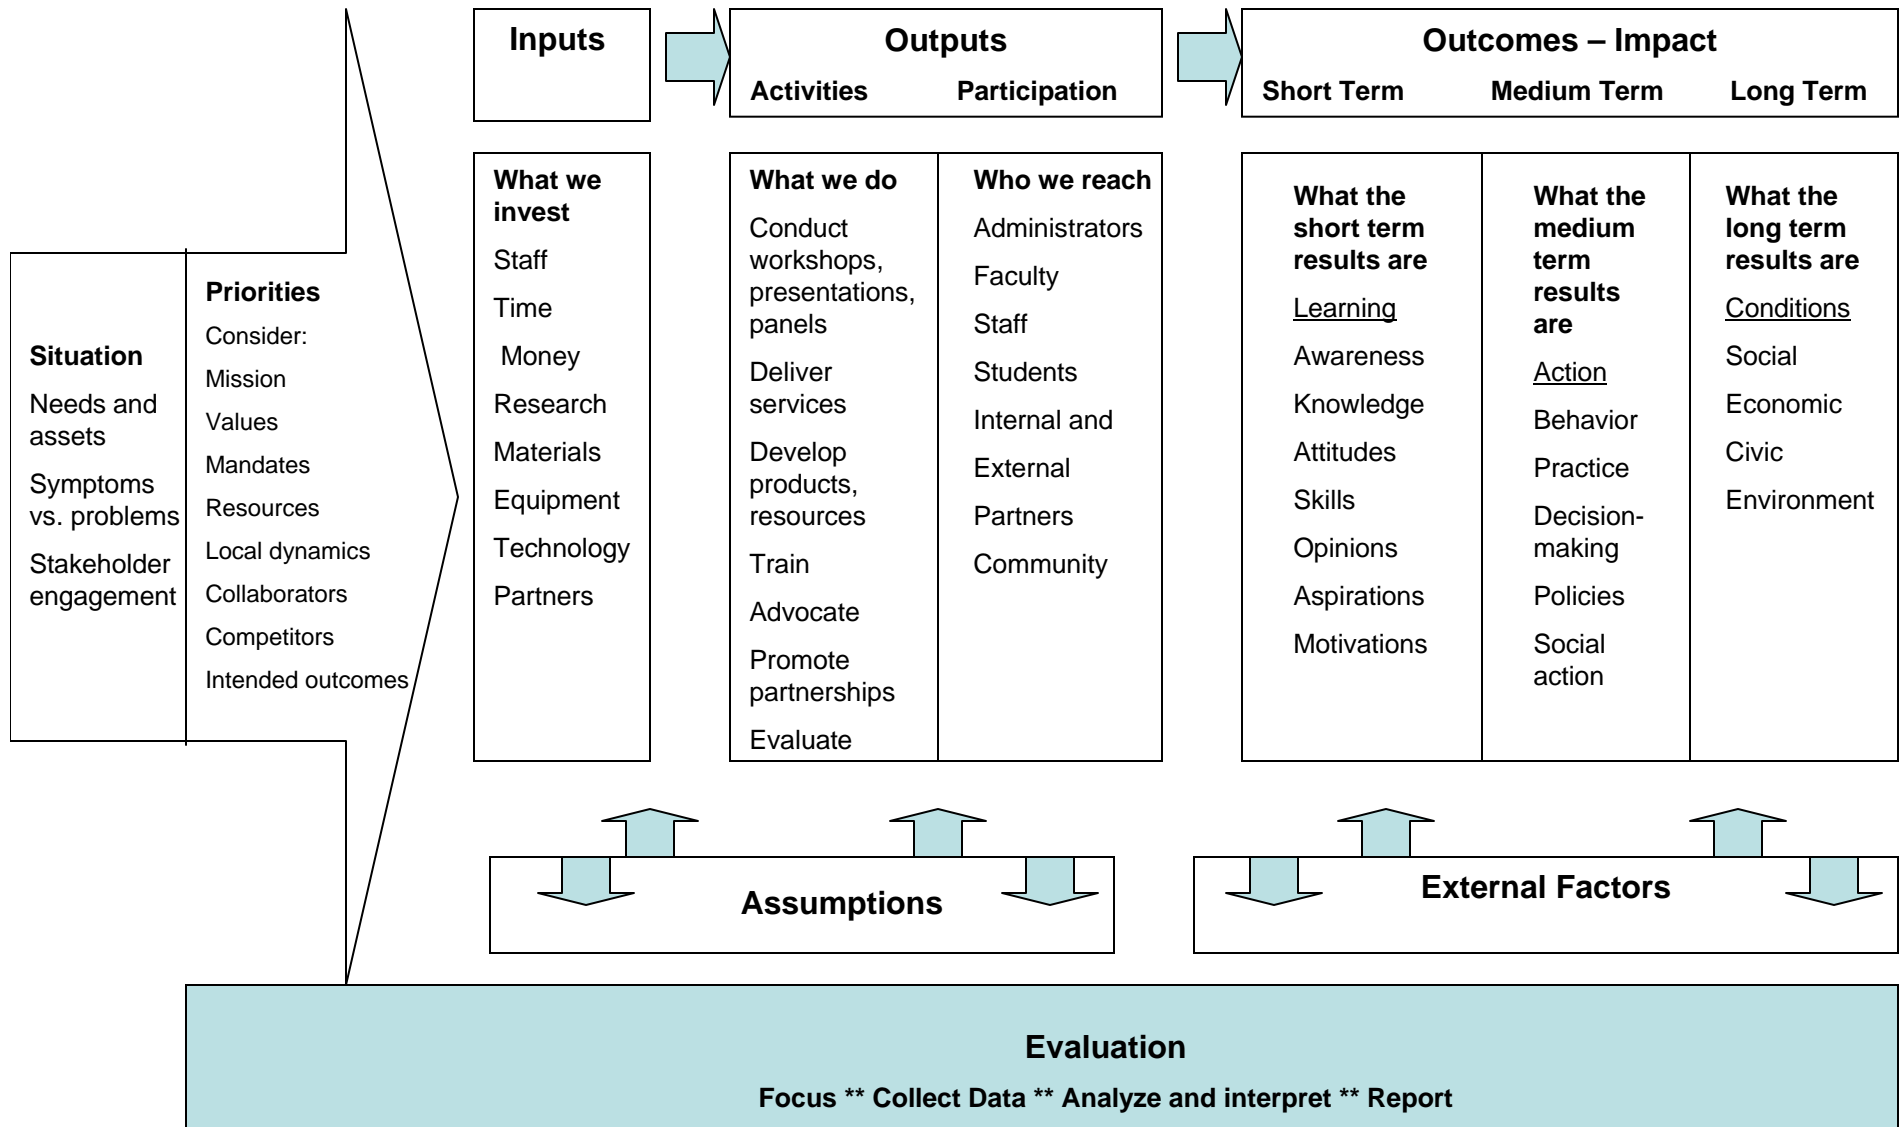 Inputs
Outputs
Activities Participation
Outcomes – Impact
Short Term Medium Term Long Term
Situation
Needs and
assets
Symptoms
vs. problems
Stakeholder
engagement
Priorities
Consider:
Mission
Values
Mandates
Resources
Local dynamics
Collaborators
Competitors
Intended outcomes
What we
invest
Staff
Time
Money
Research
Materials
Equipment
Technology
Partners
What we do
Conduct
workshops,
presentations,
panels
Deliver
services
Develop
products,
resources
Train
Advocate
Promote
partnerships
Evaluate
Who we reach
Administrators
Faculty
Staff
Students
Internal and
External
Partners
Community
What the
short term
results are
Learning
Awareness
Knowledge
Attitudes
Skills
Opinions
Aspirations
Motivations
What the
medium
term
results
are
Action
Behavior
Practice
Decision-
making
Policies
Social
action
What the
long term
results are
Conditions
Social
Economic
Civic
Environment
Assumptions
External Factors
Evaluation
Focus ** Collect Data ** Analyze and interpret ** Report